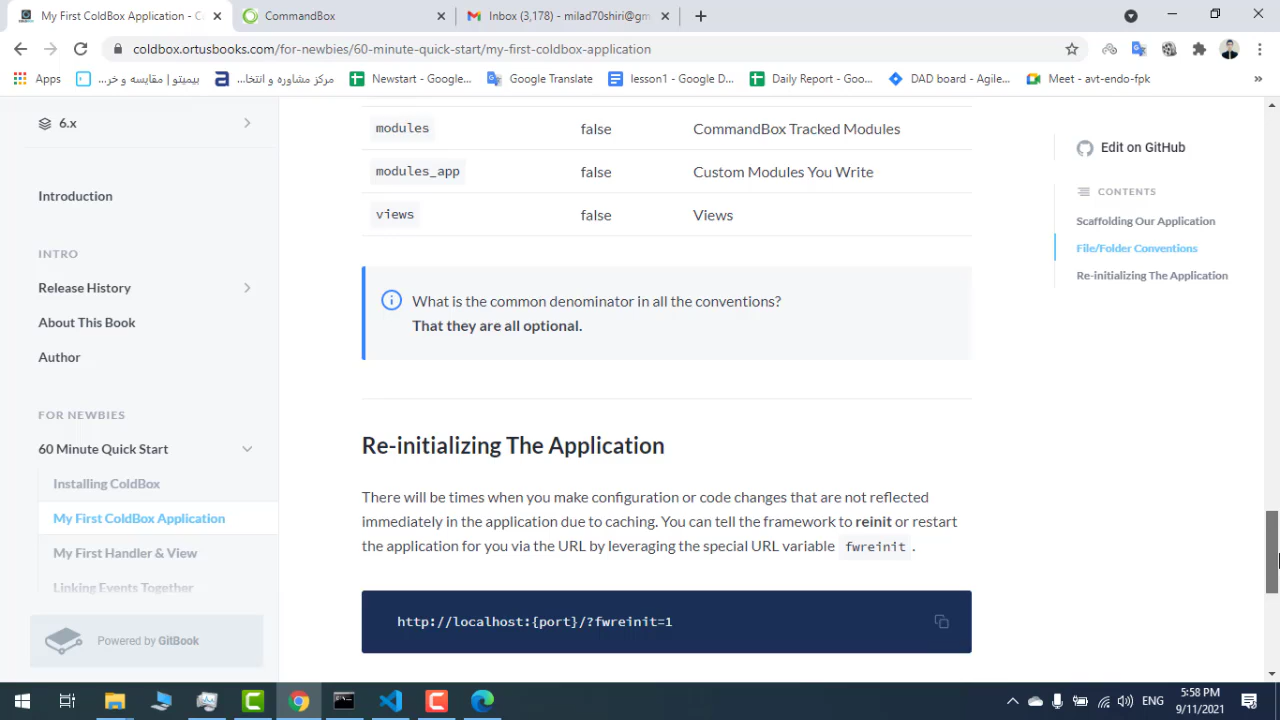 My First ColdBox Application - C
CommandBox
Inbox (3,178) - milad70shiri@gm
coldbox.ortusbooks.com/for-newbies/60-minute-quick-start/my-first-coldbox-application
Apps
بیمیتو | مقایسه و خر...
مرکز مشاوره و انتخا...
Newstart - Google...
Google Translate
lesson1 - Google D...
Daily Report - Goo...
DAD board - Agile...
Meet - avt-endo-fpk
6.x
Introduction
INTRO
Release History
About This Book
Author
FOR NEWBIES
60 Minute Quick Start
Installing ColdBox
My First ColdBox Application
My First Handler & View
Linking Events Together
Powered by GitBook
modules false CommandBox Tracked Modules
modules_app false Custom Modules You Write
views false Views
What is the common denominator in all the conventions?
That they are all optional.
Re-initializing The Application
There will be times when you make configuration or code changes that are not reflected
immediately in the application due to caching. You can tell the framework to reinit or restart
the application for you via the URL by leveraging the special URL variable fwreinit .
http://localhost:{port}/?fwreinit=1
Edit on GitHub
CONTENTS
Scaffolding Our Application
File/Folder Conventions
Re-initializing The Application
ENG
5:58 PM
9/11/2021